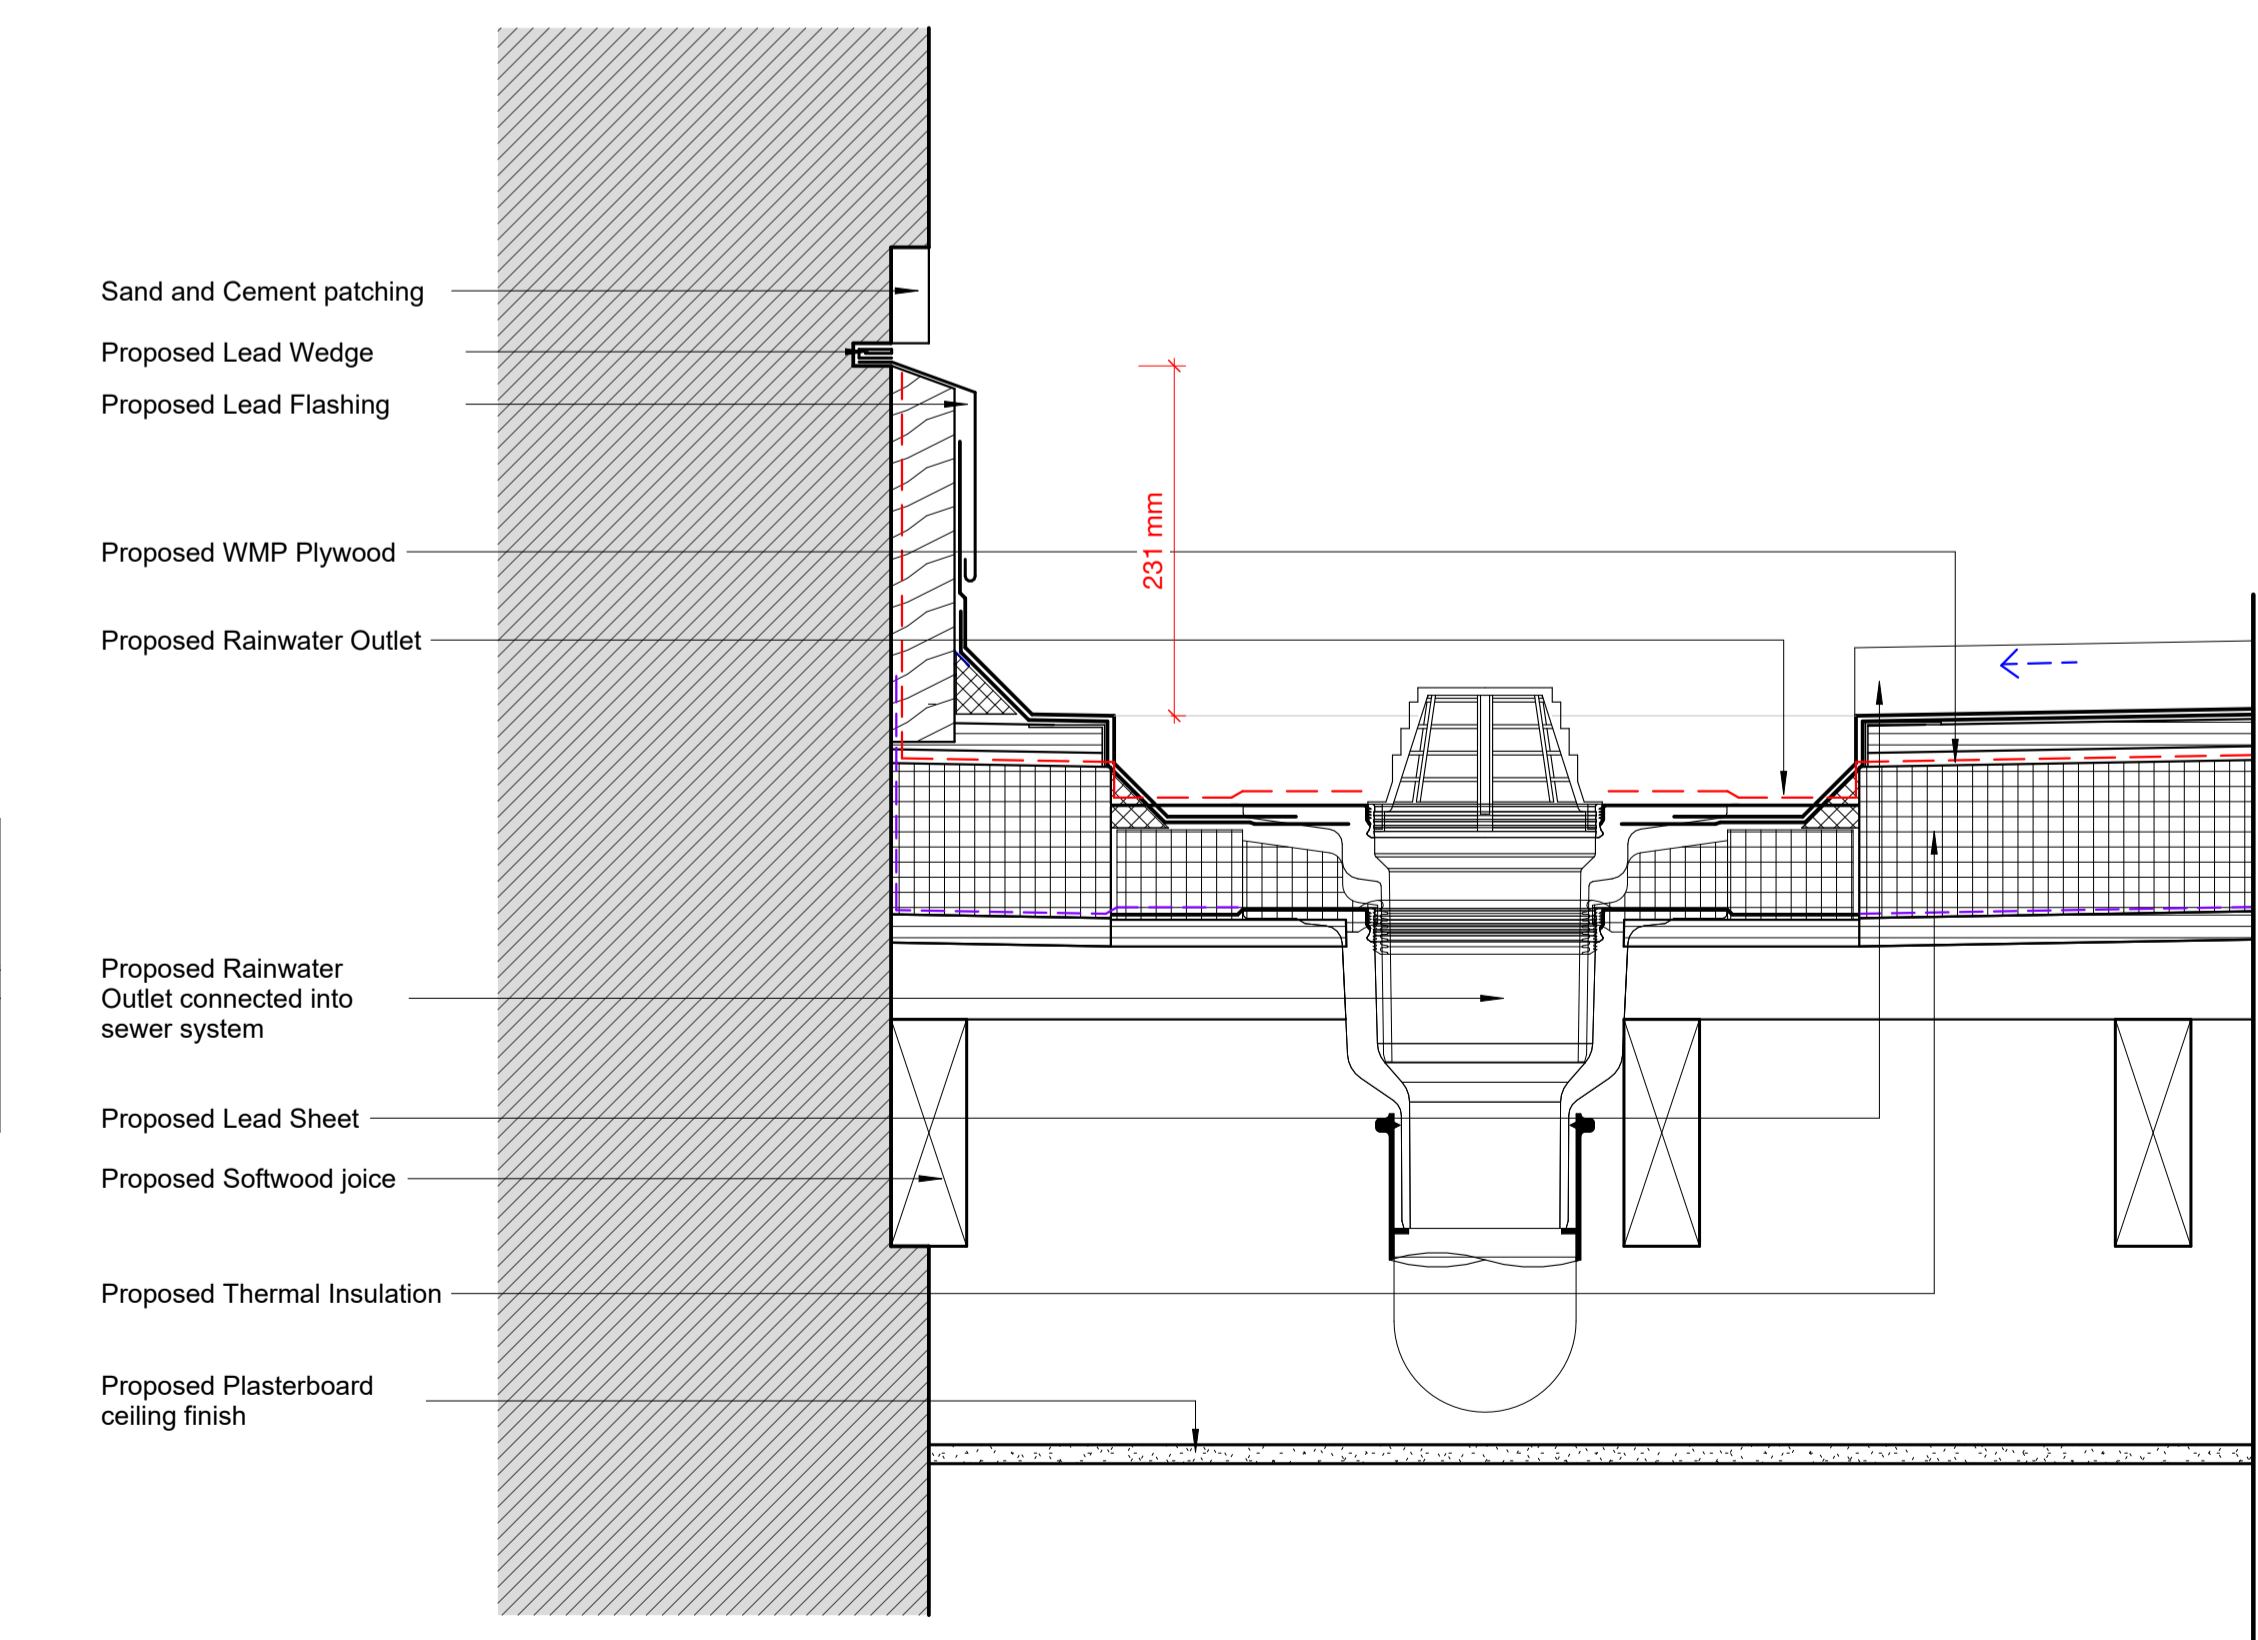 Sand and Cement patching
Proposed Lead Wedge
Proposed Lead Flashing
231 mm
Proposed WMP Plywood
Proposed Rainwater Outlet
Proposed Rainwater
Outlet connected into
sewer system
Proposed Lead Sheet
Proposed Softwood joice
Proposed Thermal Insulation
Proposed Plasterboard
ceiling finish